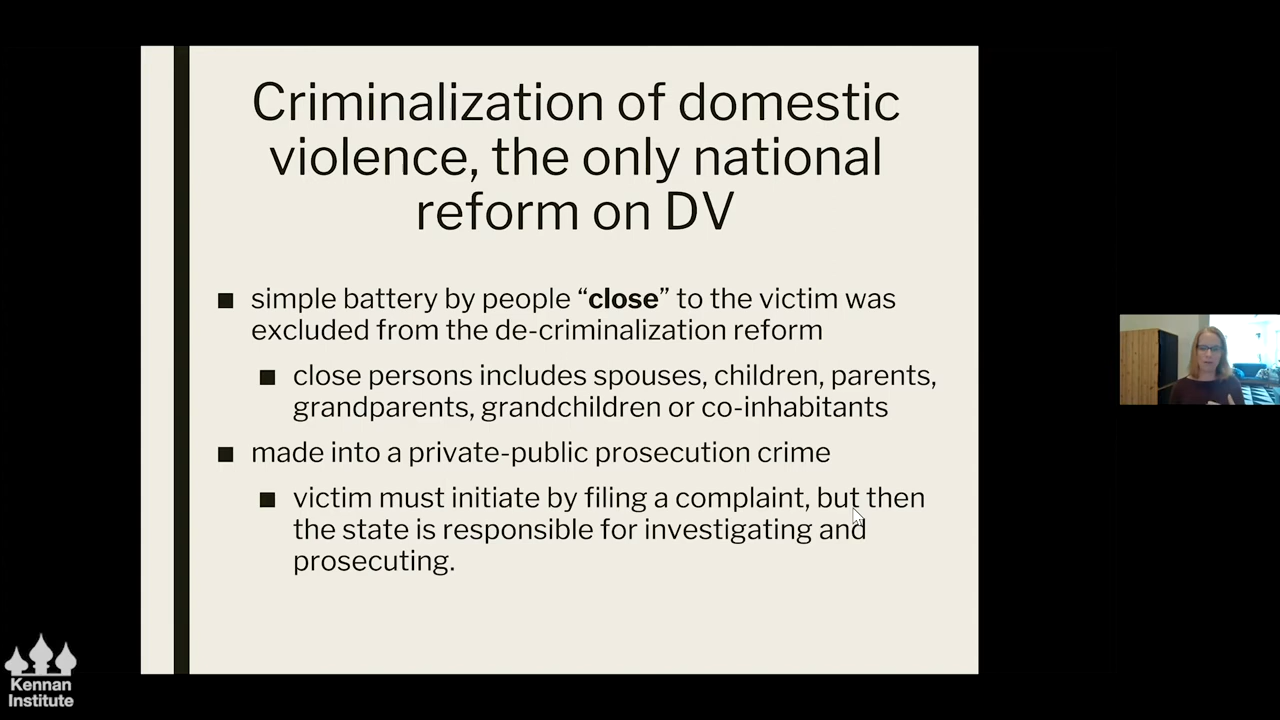 Criminalization of domestic
violence, the only national
reform on DV
■ simple battery by people “close” to the victim was
excluded from the de-criminalization reform
■ close persons includes spouses, children, parents,
grandparents, grandchildren or co-inhabitants
■ made into a private-public prosecution crime
■ victim must initiate by filing a complaint, but then
the state is responsible for investigating and
prosecuting.
Kennan
Institute